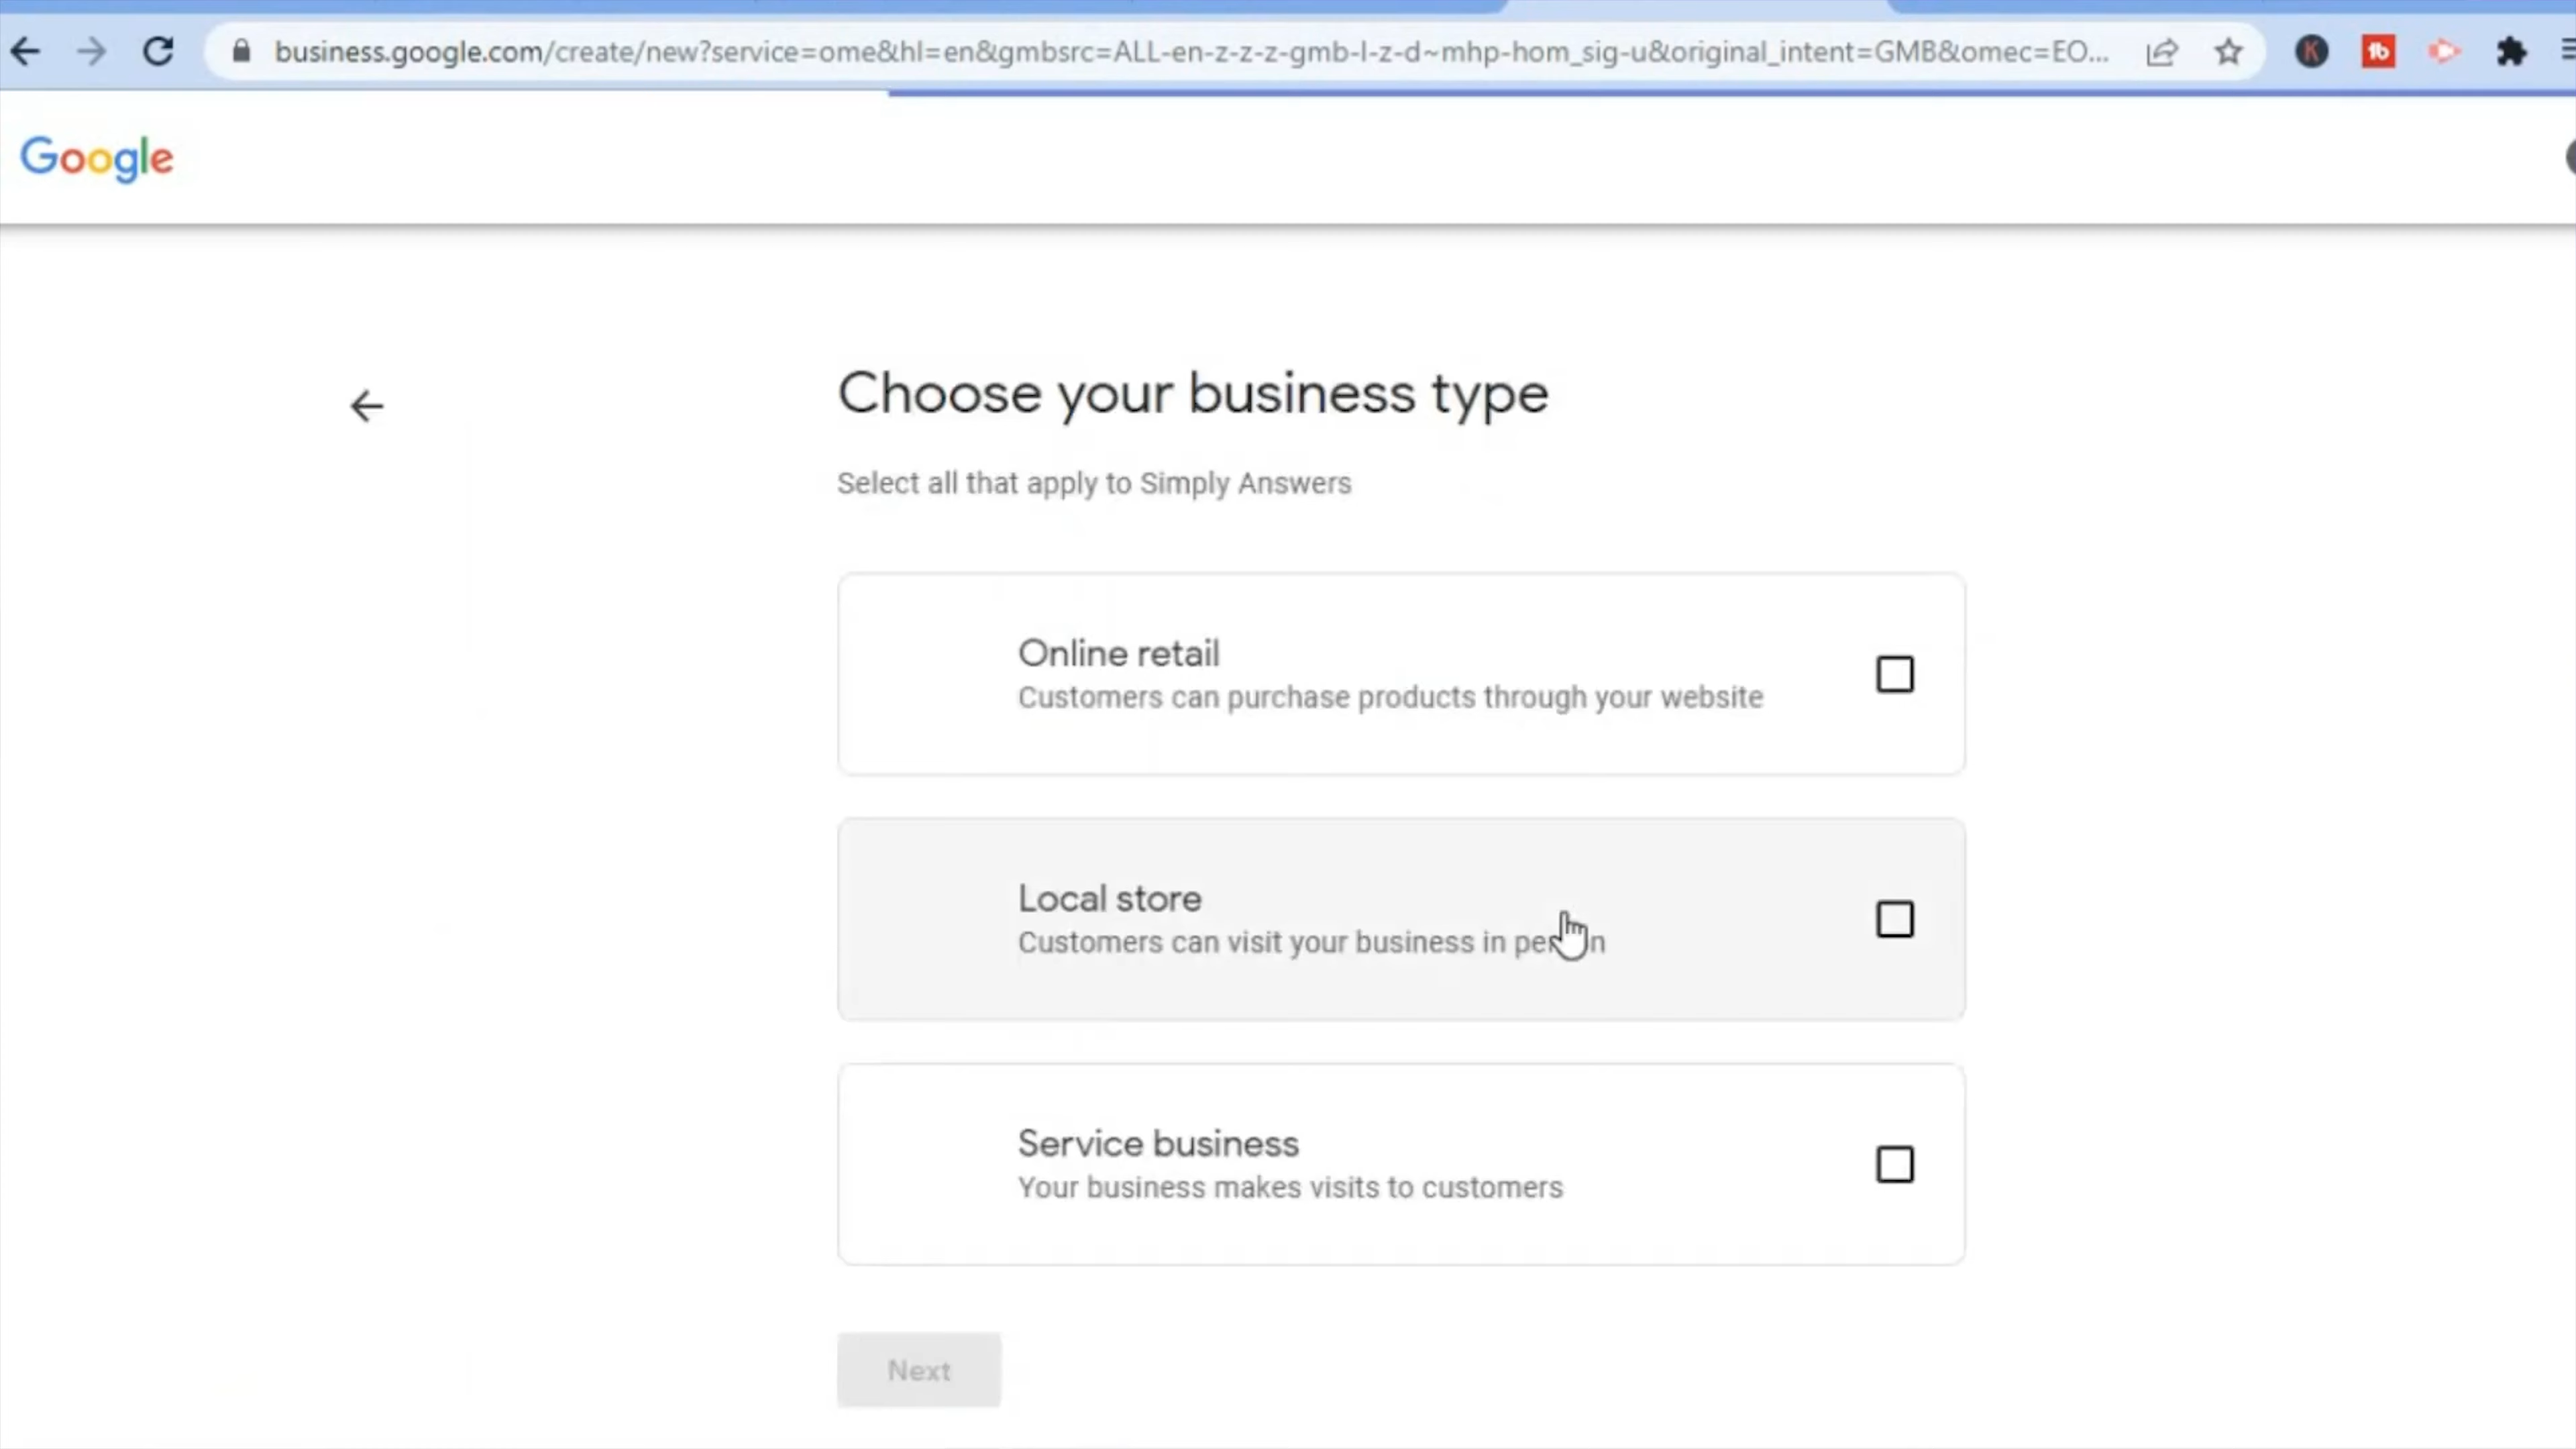 business.google.com/create/new?service=ome&hl=en&gmbsrc=ALL-en-z-z-z-gmb-l-z-d~mhp-hom_sig-u&original_intent=GMB&omec=EO...
K
tb
Google
Choose your business type
Select all that apply to Simply Answers
Online retail
Customers can purchase products through your website
Local store
Customers can visit your business in
Service business
Your business makes visits to customers
Next